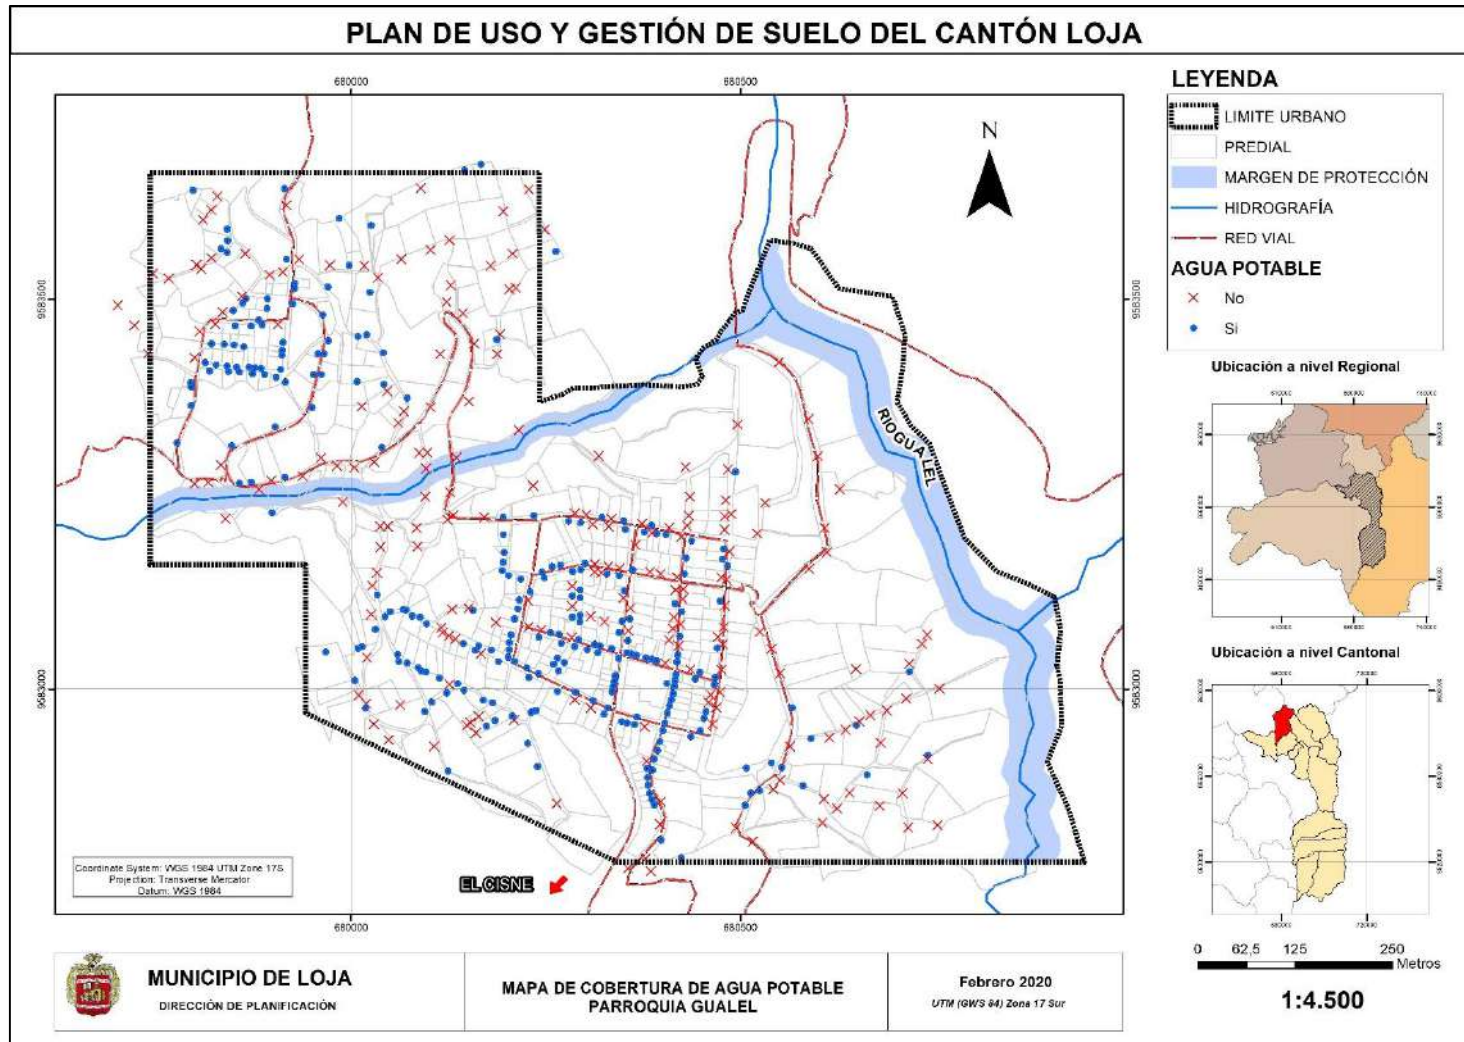 PLAN DE USO Y GESTIÓN DE SUELO DEL CANTÓN LOJA
680000
680500
9583500
9583500
9583000
9583000
680000
680500
N
RIO GUALEL
EL CISNE
Coordinate System: WGS 1984 UTM Zone 17S
Projection: Transverse Mercator
Datum: WGS 1984
LEYENDA
LIMITE URBANO
PREDIAL
MARGEN DE PROTECCIÓN
HIDROGRAFÍA
RED VIAL
AGUA POTABLE
No
Si
Ubicación a nivel Regional
Ubicación a nivel Cantonal
680000
720000
680000
720000
0 62,5 125 250
Metros
1:4.500
MUNICIPIO DE LOJA
DIRECCIÓN DE PLANIFICACIÓN
MAPA DE COBERTURA DE AGUA POTABLE
PARROQUIA GUALEL
Febrero 2020
UTM (GWS 84) Zona 17 Sur